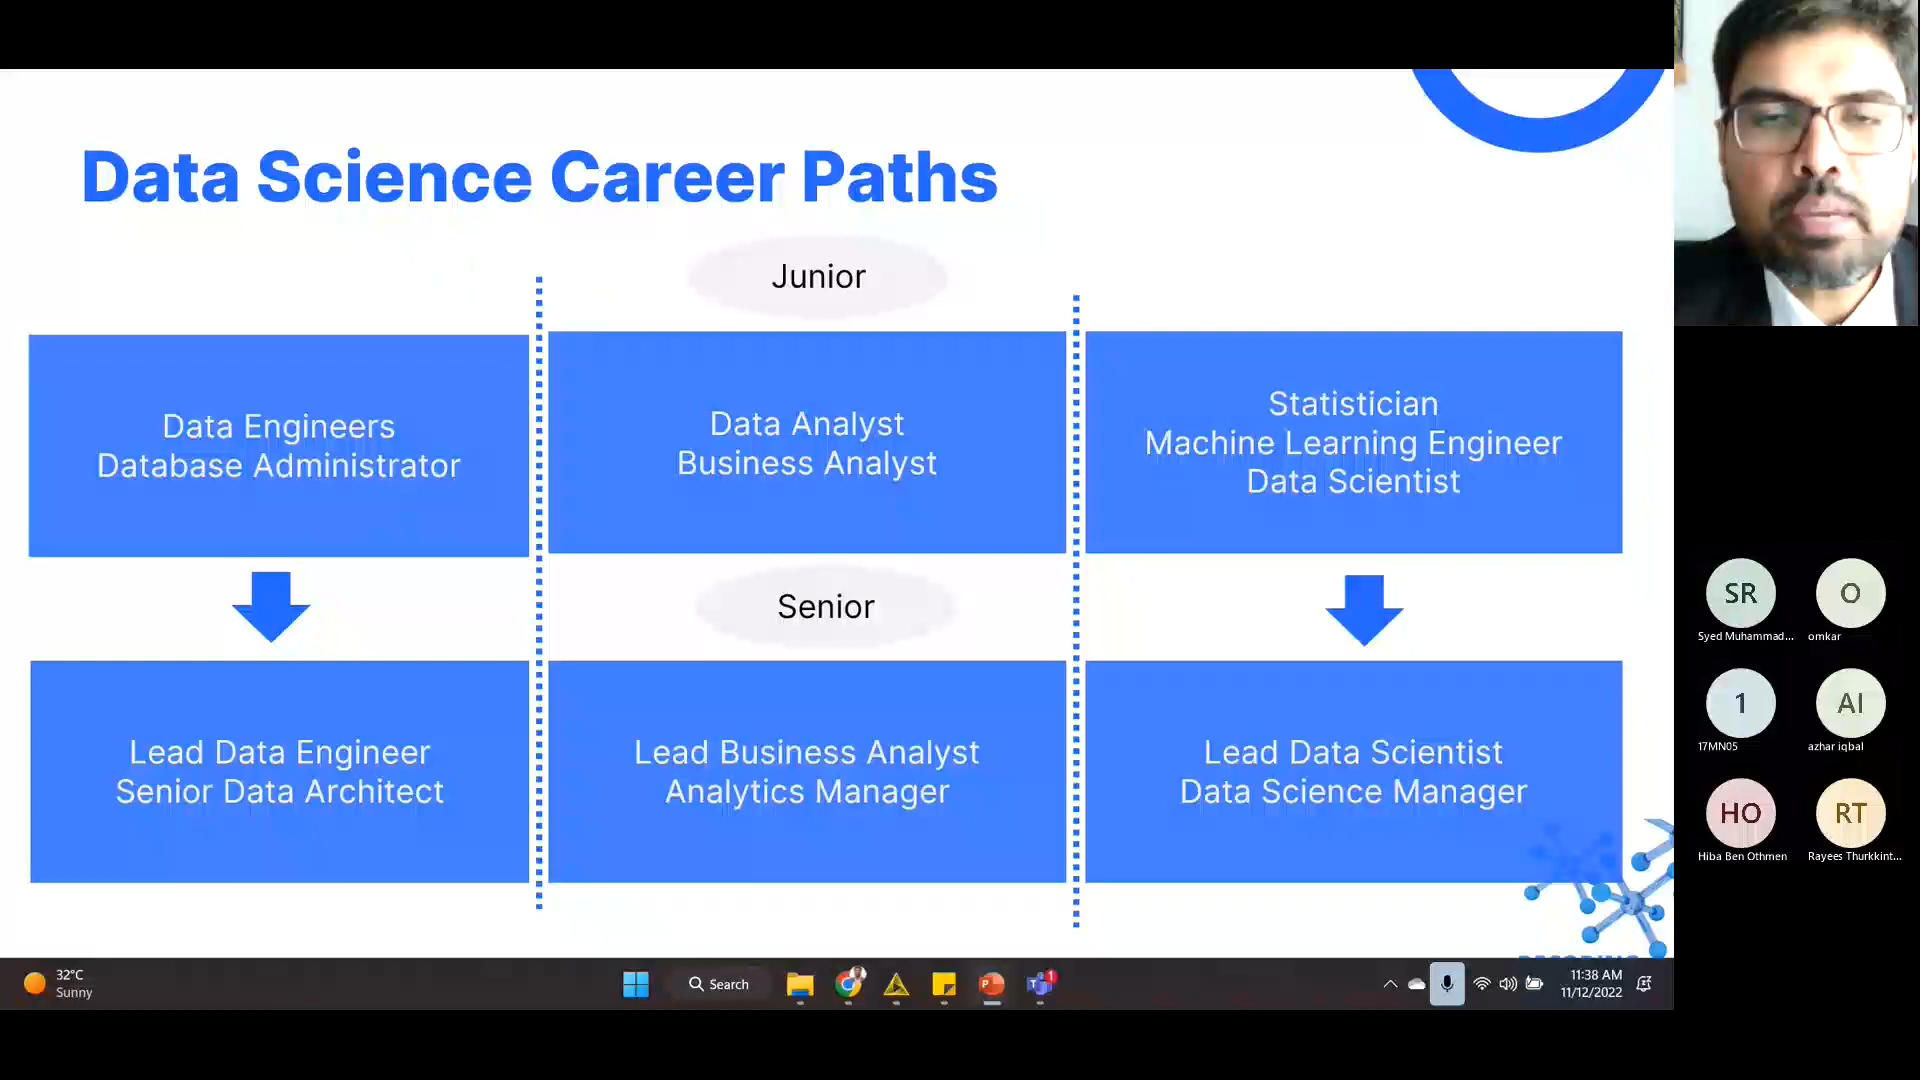 Data Science Career Paths
Junior
Data Engineers
Database Administrator
Data Analyst
Business Analyst
Statistician
Machine Learning Engineer
Data Scientist
Senior
Lead Data Engineer
Senior Data Architect
Lead Business Analyst
Analytics Manager
Lead Data Scientist
Data Science Manager
SR
Syed Muhammad...
O
omkar
1
17MN05
AI
azhar iqbal
HO
Hiba Ben Othmen
RT
Rayees Thurkkint...
32°C
Sunny
Search
1
11:38 AM
11/12/2022